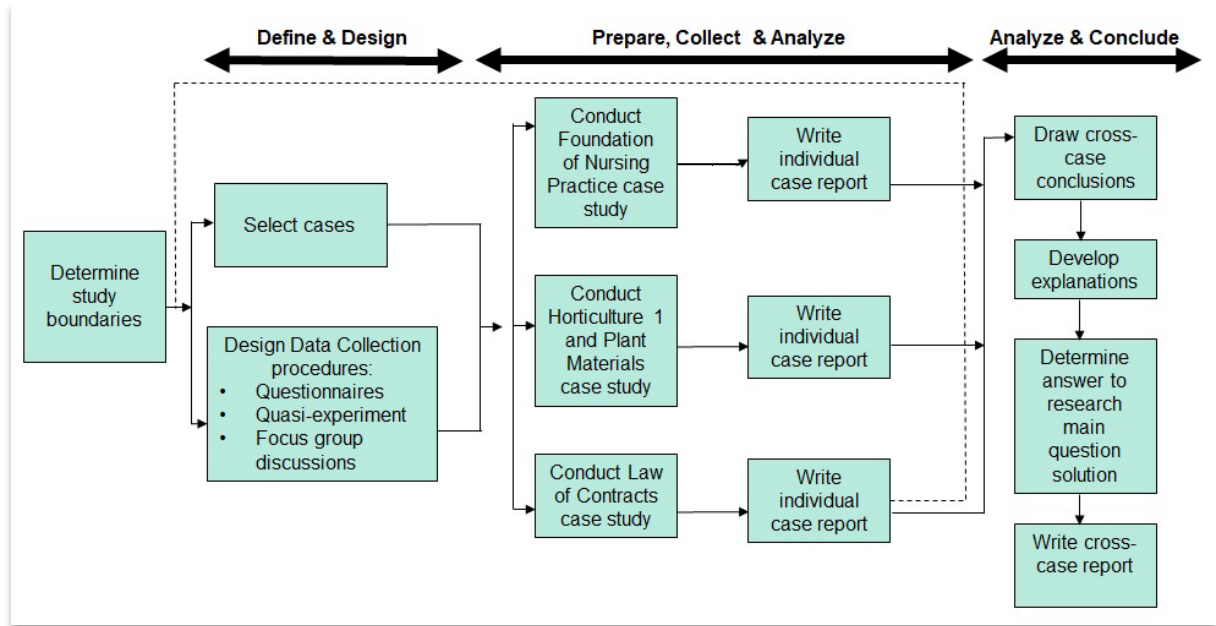 Define & Design
Prepare, Collect & Analyze
Analyze & Conclude
Determine
study
boundaries
Select cases
Design Data Collection
procedures:
• Questionnaires
• Quasi-experiment
• Focus group
discussions
Conduct
Foundation
of Nursing
Practice case
study
Write
individual
case report
Conduct
Horticulture 1
and Plant
Materials
case study
Write
individual
case report
Conduct Law
of Contracts
case study
Write
individual
case report
Draw cross-
case
conclusions
Develop
explanations
Determine
answer to
research
main
question
solution
Write cross-
case report